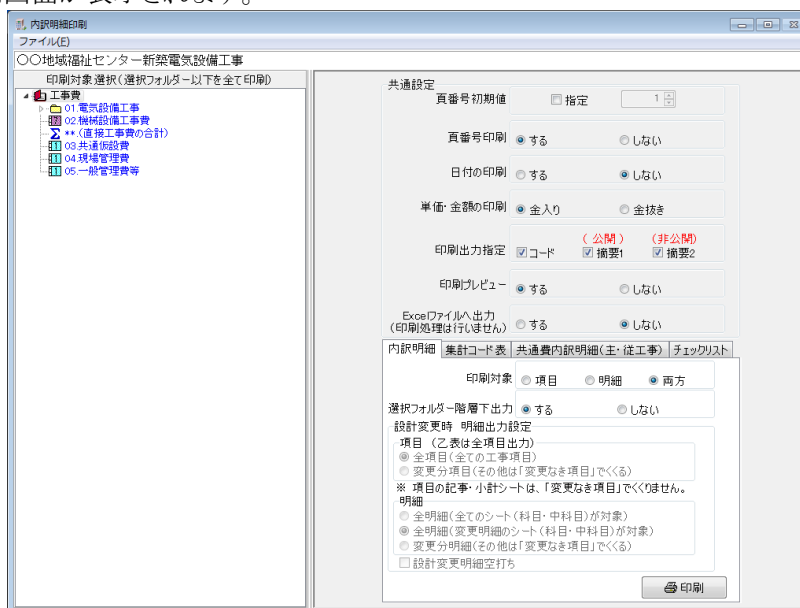 画面が表示されます。
内訳明細印刷
ファイル(F)
○○地域福祉センター新築電気設備工事
印刷対象選択(選択フォルダー以下を全て印刷)
工事費
01.電気設備工事
02.機械設備工事費
**.(直接工事費の合計)
03.共通仮設費
04.現場管理費
05.一般管理費等
共通設定
頁番号初期値 指定 1
頁番号印刷 する しない
日付の印刷 する しない
単価・金額の印刷 金入り 金抜き
(公開) (非公開)
印刷出力指定 コード 摘要1 摘要2
印刷プレビュー する しない
Excelファイルへ出力
(印刷処理は行いません) する しない
内訳明細 集計コード表 共通費内訳明細(主・従工事) チェックリスト
印刷対象 項目 明細 両方
選択フォルダー階層下出力 する しない
設計変更時 明細出力設定
項目 (乙表は全項目出力)
全項目(全ての工事項目)
変更分項目(その他は「変更なき項目」でくくる)
※ 項目の記事・小計シートは、「変更なき項目」でくくりません。
明細
全明細(全てのシート(科目・中科目)が対象)
全明細(変更明細のシート(科目・中科目)が対象)
変更分明細(その他は「変更なき項目」でくくる)
設計変更明細空打ち
印刷